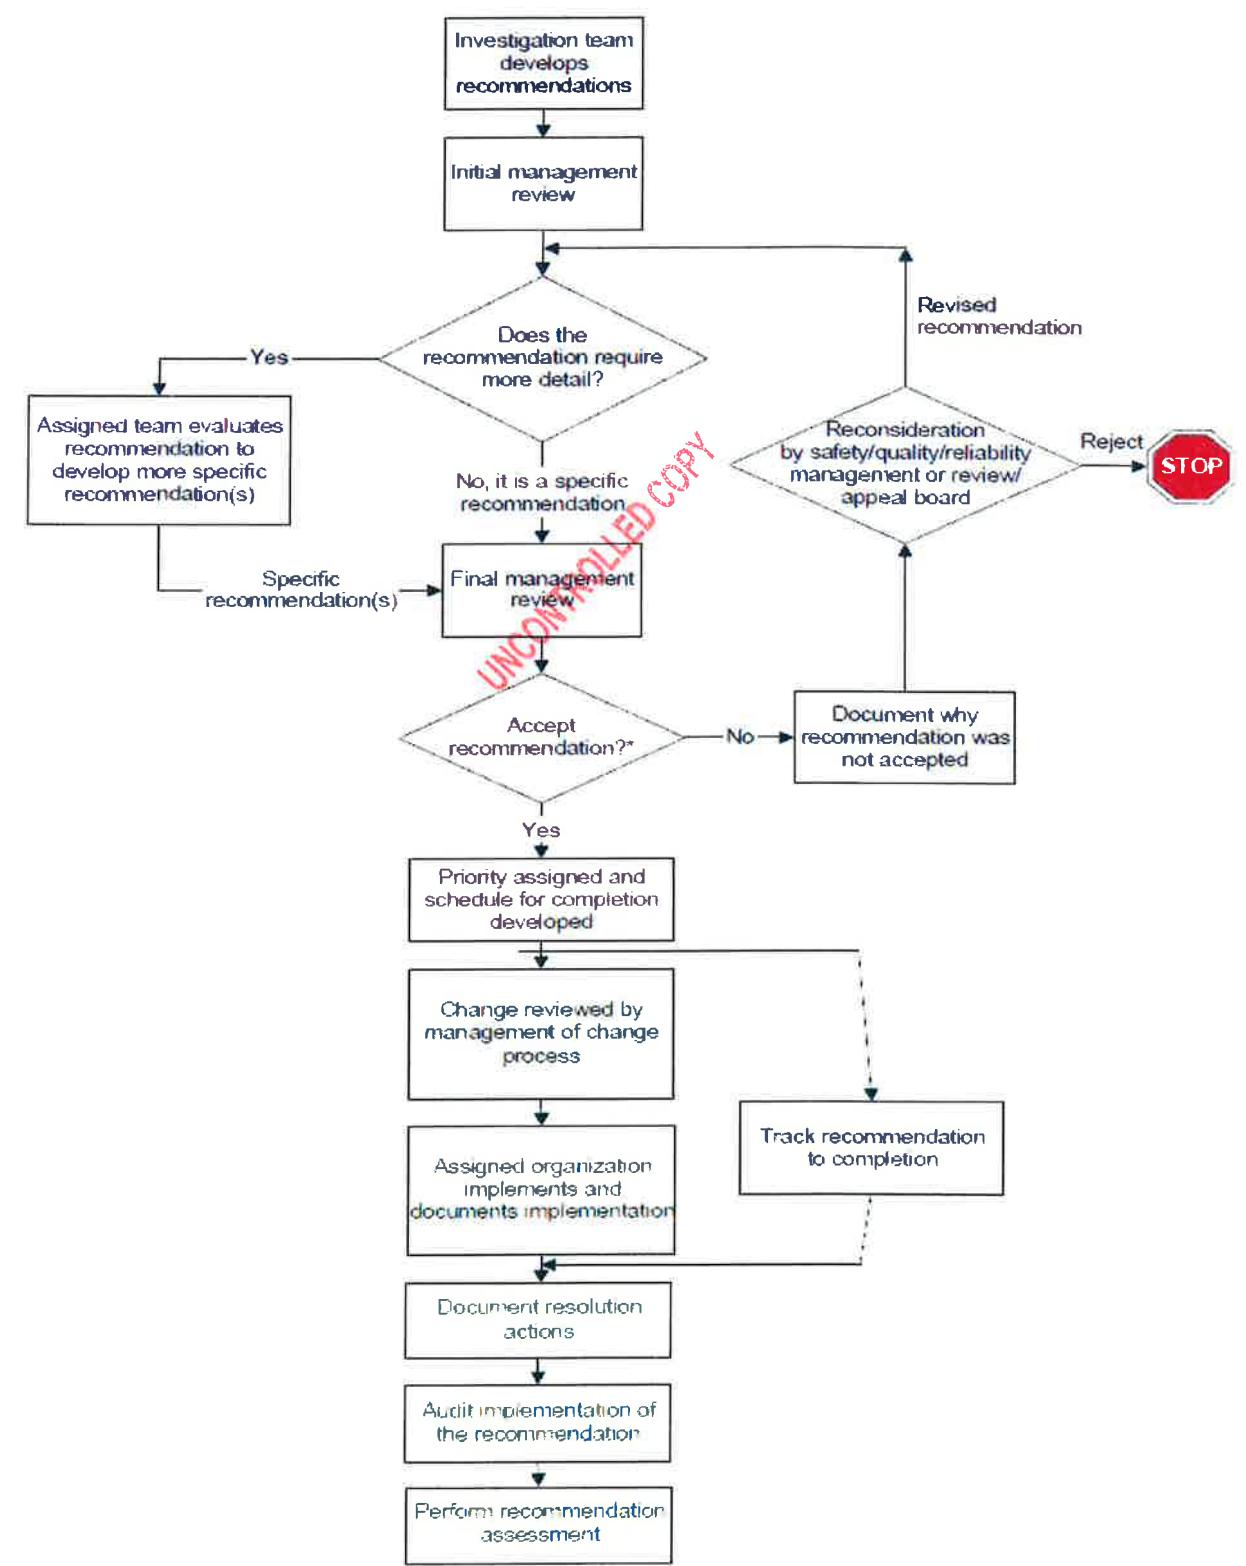 Investigation team
develops
recommendations
Initial management
review
Revised
recommendation
Does the
recommendation require
more detail?
Yes
Assigned team evaluates
recommendation to
develop more specific
recommendation(s)
Reconsideration
by safety/quality/reliability
management or review/
appeal board
Reject
STOP
No, it is a specific
recommendation
UNCONTROLLED COPY
Specific
recommendation(s)
Final management
review
Accept
recommendation?*
No
Document why
recommendation was
not accepted
Yes
Priority assigned and
schedule for completion
developed
Change reviewed by
management of change
process
Track recommendation
to completion
Assigned organization
implements and
documents implementation
Document resolution
actions
Audit implementation of
the recommendation
Perform recommendation
assessment